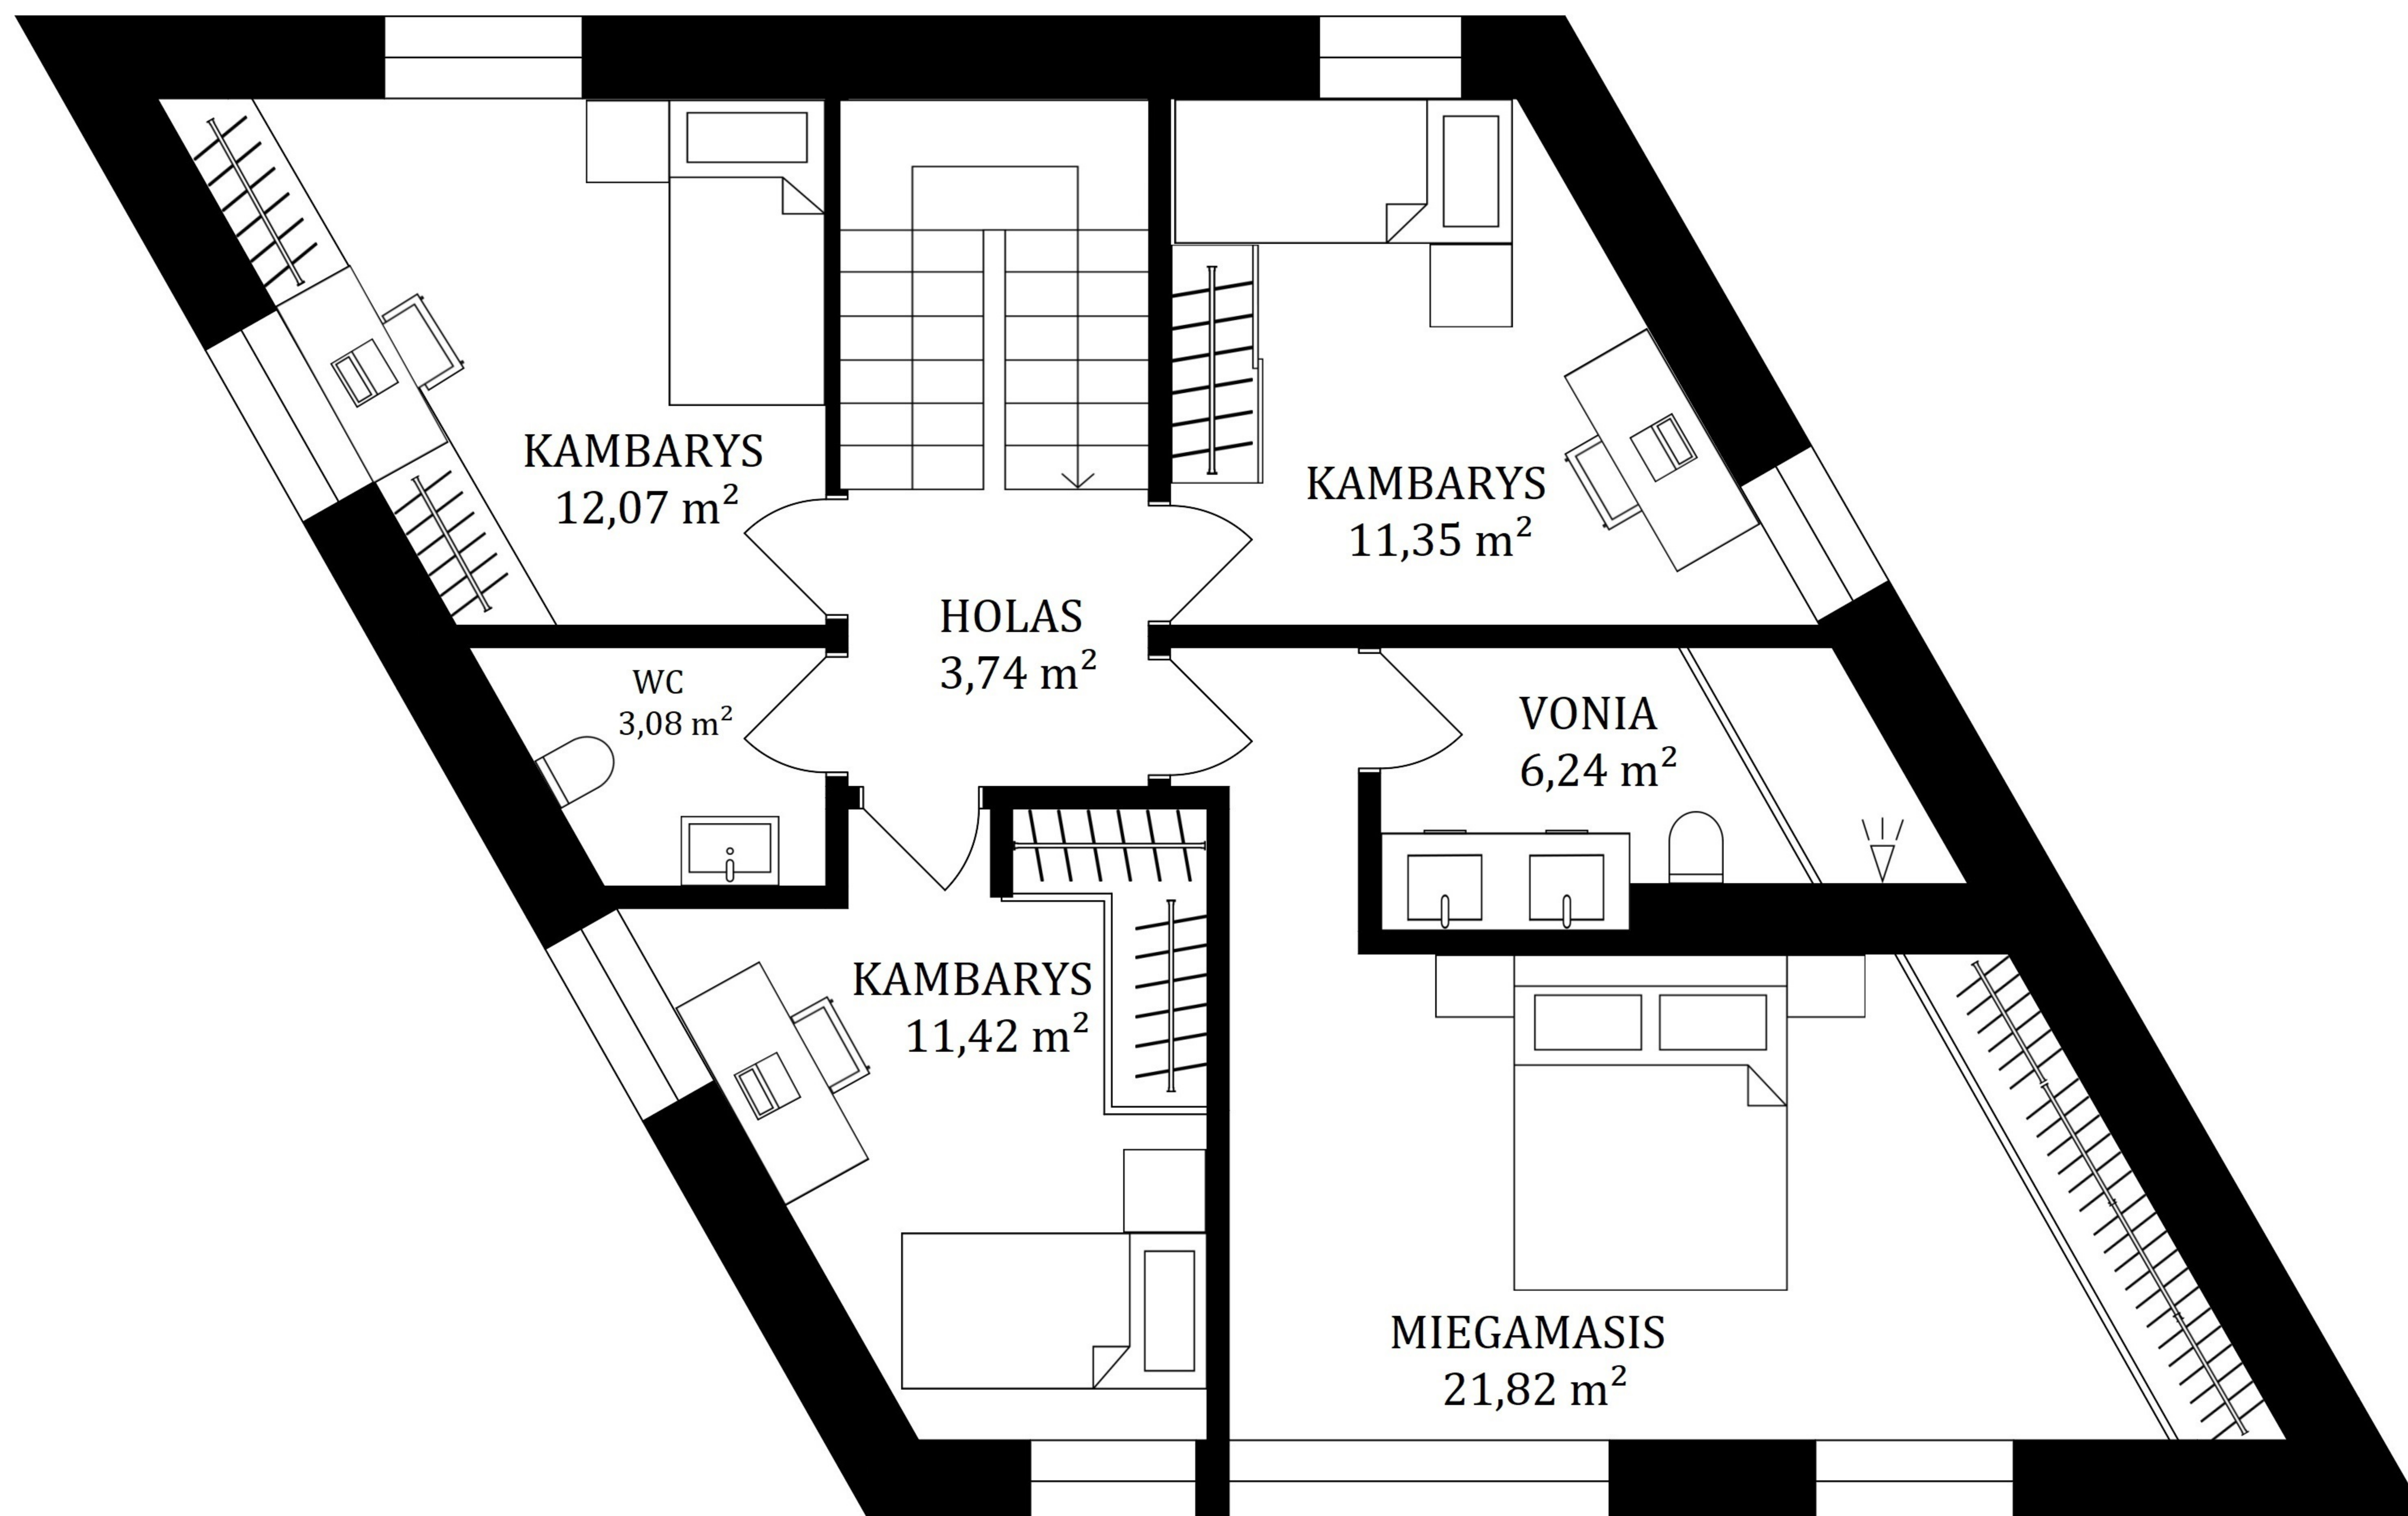 KAMBARYS
12,07 m²
KAMBARYS
11,35 m²
HOLAS
3,74 m²
WC
3,08 m²
VONIA
6,24 m²
KAMBARYS
11,42 m²
MIEGAMASIS
21,82 m²